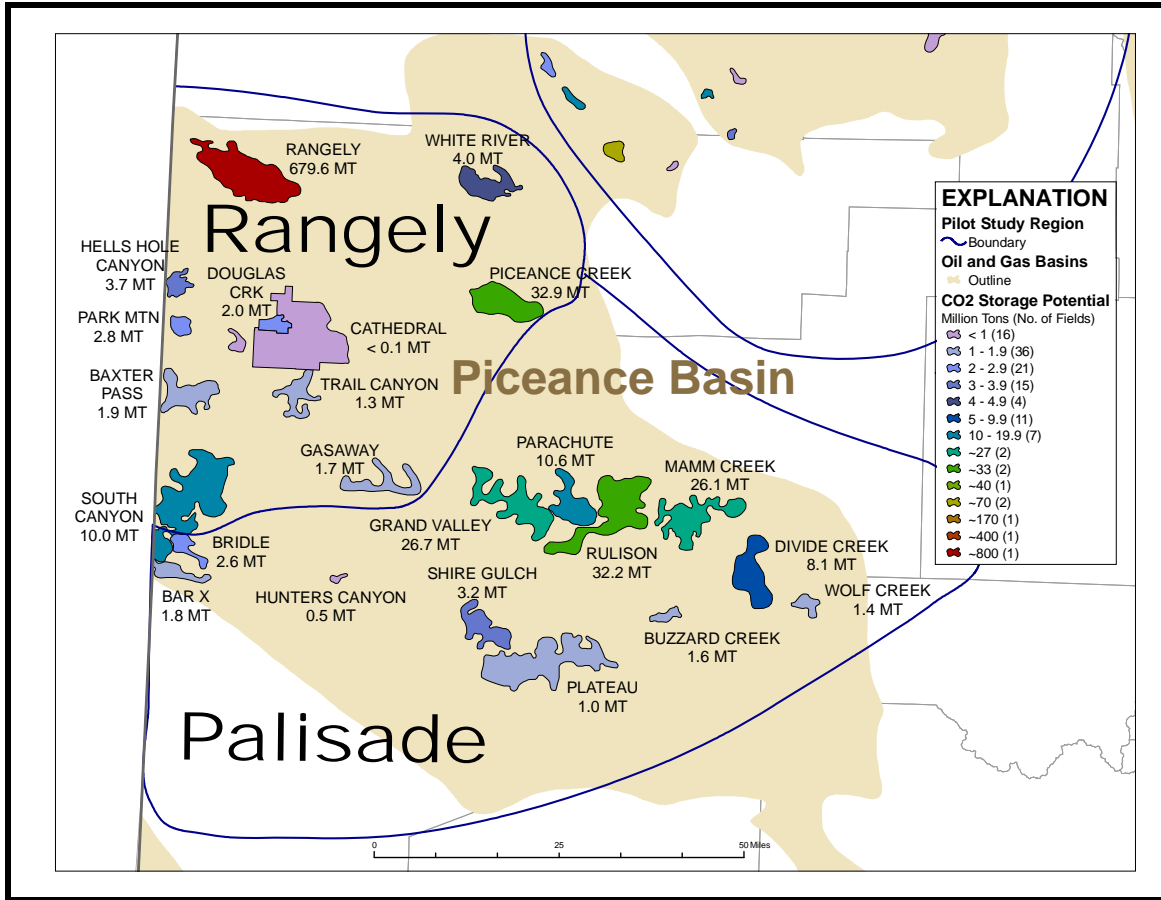 RANGELY
679.6 MT
WHITE RIVER
4.0 MT
Rangely
HELLS HOLE
CANYON
3.7 MT
DOUGLAS
CRK
2.0 MT
PICEANCE CREEK
32.9 MT
PARK MTN
2.8 MT
CATHEDRAL
< 0.1 MT
BAXTER
PASS
1.9 MT
TRAIL CANYON
1.3 MT
Piceance Basin
GASAWAY
1.7 MT
PARACHUTE
10.6 MT
MAMM CREEK
26.1 MT
SOUTH
CANYON
10.0 MT
GRAND VALLEY
26.7 MT
BRIDLE
2.6 MT
RULISON
32.2 MT
DIVIDE CREEK
8.1 MT
BAR X
1.8 MT
HUNTERS CANYON
0.5 MT
SHIRE GULCH
3.2 MT
WOLF CREEK
1.4 MT
BUZZARD CREEK
1.6 MT
PLATEAU
1.0 MT
Palisade
0 25 50 Miles
EXPLANATION
Pilot Study Region
Boundary
Oil and Gas Basins
Outline
CO2 Storage Potential
Million Tons (No. of Fields)
< 1 (16)
1 - 1.9 (36)
2 - 2.9 (21)
3 - 3.9 (15)
4 - 4.9 (4)
5 - 9.9 (11)
10 - 19.9 (7)
~27 (2)
~33 (2)
~40 (1)
~70 (2)
~170 (1)
~400 (1)
~800 (1)